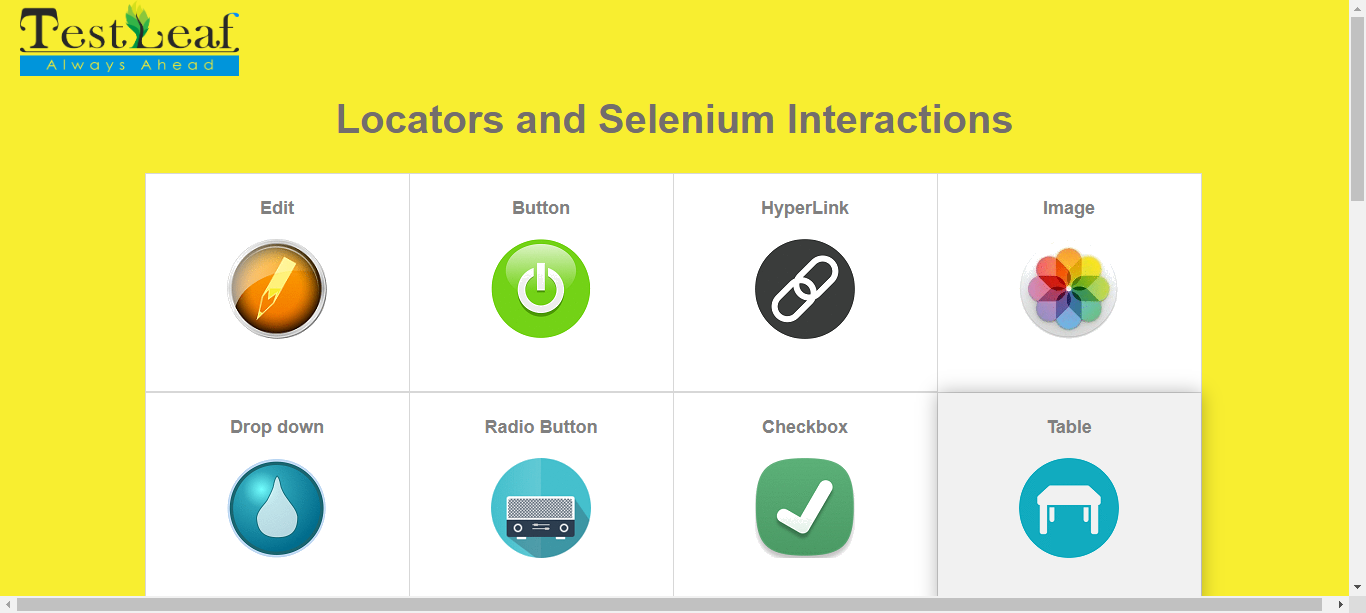 TestLeaf
Always Ahead
Locators and Selenium Interactions
Edit
Button
HyperLink
Image
Drop down
Radio Button
Checkbox
Table